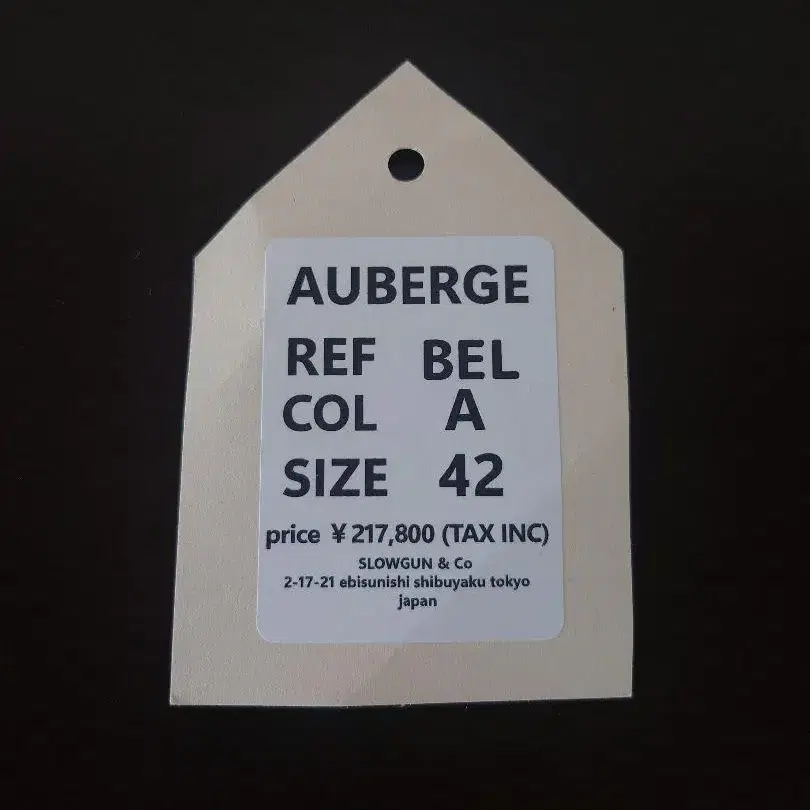 AUBERGE
REF BEL
COL A
SIZE 42
price ¥217,800 (TAX INC)
SLOWGUN & Co
2-17-21 ebisunishi shibuyaku tokyo
japan